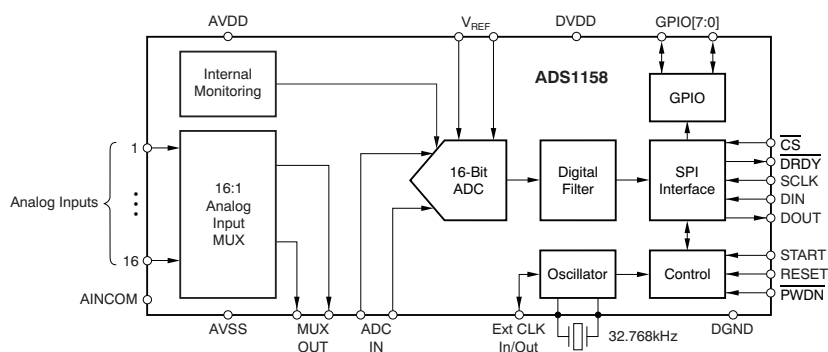 AVDD
V REF
DVDD
GPIO[7:0]
Internal
Monitoring
ADS1158
GPIO
1
Analog Inputs
16
16:1
Analog
Input
MUX
16-Bit
ADC
Digital
Filter
SPI
Interface
CS
DRDY
SCLK
DIN
DOUT
Oscillator
Control
START
RESET
PWDN
AINCOM
AVSS
MUX
OUT
ADC
IN
Ext CLK
In/Out
32.768kHz
DGND